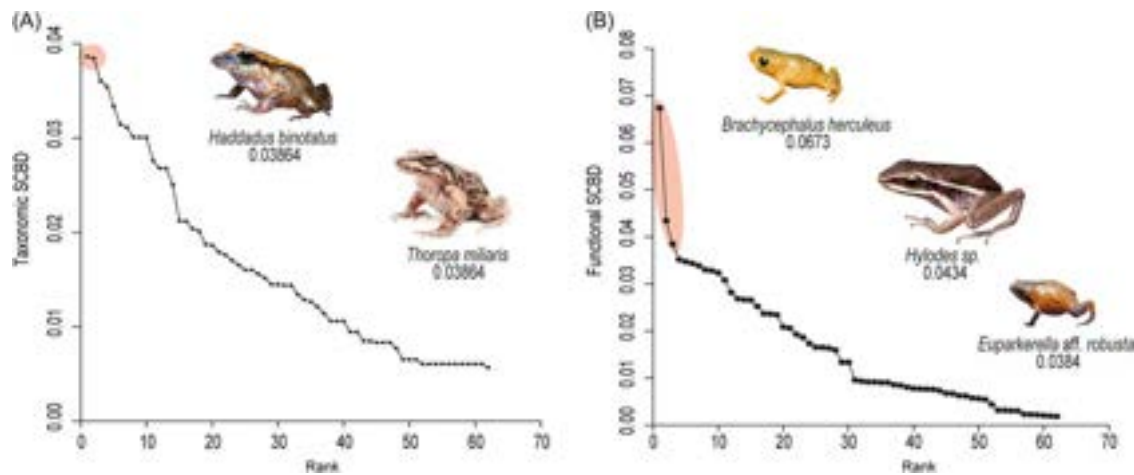 (A)
Taxonomic SCBD
0.04
0.03
0.02
0.01
0.00
0 10 20 30 40 50 60 70
Rank
Haddadus binotatus
0.03864
Thoropa miliaris
0.03864
(B)
Functional SCBD
0.08
0.07
0.06
0.05
0.04
0.03
0.02
0.01
0.00
0 10 20 30 40 50 60 70
Rank
Brachycephalus herculeus
0.0673
Hylodes sp.
0.0434
Euparkerella aff. robusta
0.0384